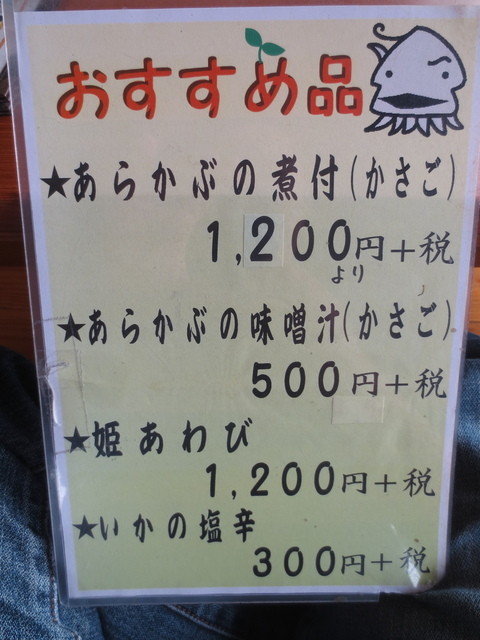 おすすめ品
★あらかぶの煮付(かさご)
1,200円+税
より
★あらかぶの味噌汁(かさご)
500円+税
★姫あわび
1,200円+税
★いかの塩辛
300円+税